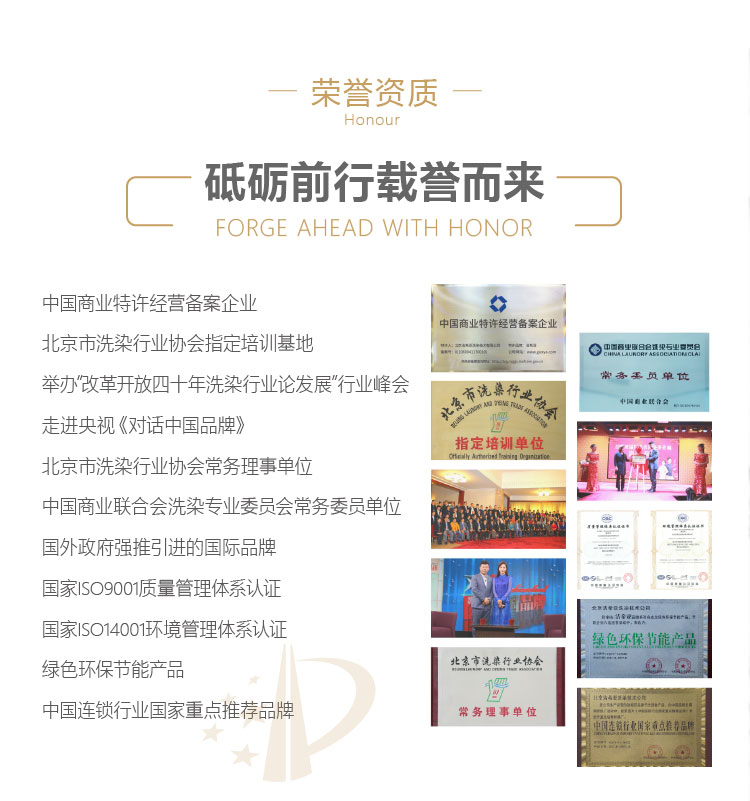 荣誉资质
Honour
砥砺前行载誉而来
FORGE AHEAD WITH HONOR
中国商业特许经营备案企业
北京市洗染行业协会指定培训基地
举办"改革开放四十年洗染行业论发展"行业峰会
走进央视《对话中国品牌》
北京市洗染行业协会常务理事单位
中国商业联合会洗染专业委员会常务委员单位
国外政府强推引进的国际品牌
国家ISO9001质量管理体系认证
国家ISO14001环境管理体系认证
绿色环保节能产品
中国连锁行业国家重点推荐品牌
中国商业特许经营备案企业
北京市洗染行业协会
BEIJING LAUNDRY AND DYEING TRADE ASSOCIATION
指定培训单位
Officially Authorized Training Organization
北京市洗染行业协会
BEIJING LAUNDRY AND DYEING TRADE ASSOCIATION
常务理事单位
中国商业联合会洗染专业委员会
CHINA LAUNDRY ASSOCIATION CLAI
常务委员单位
中国商业联合会
绿色环保节能产品
中国连锁行业国家重点推荐品牌